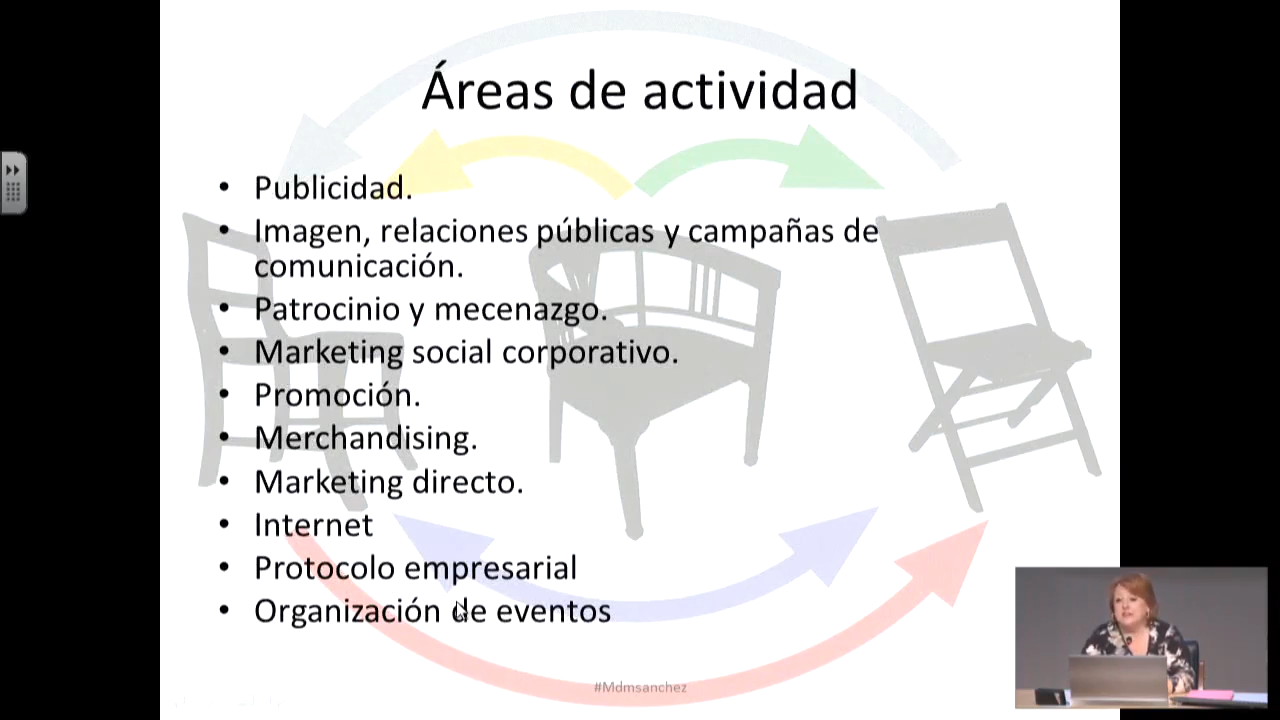 Áreas de actividad
• Publicidad.
• Imagen, relaciones públicas y campañas de
comunicación.
• Patrocinio y mecenazgo.
• Marketing social corporativo.
• Promoción.
• Merchandising.
• Marketing directo.
• Internet
• Protocolo empresarial
• Organización de eventos
#Mdmsanchez